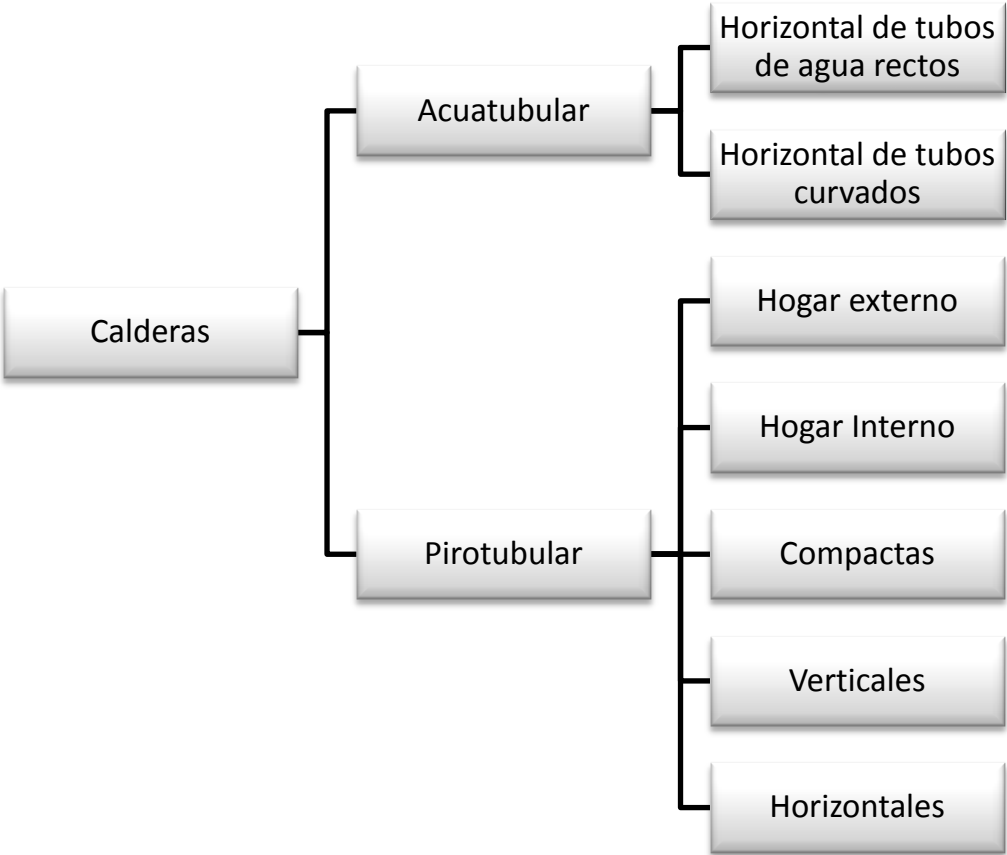 Calderas
Acuatubular
Horizontal de tubos
de agua rectos
Horizontal de tubos
curvados
Pirotubular
Hogar externo
Hogar Interno
Compactas
Verticales
Horizontales